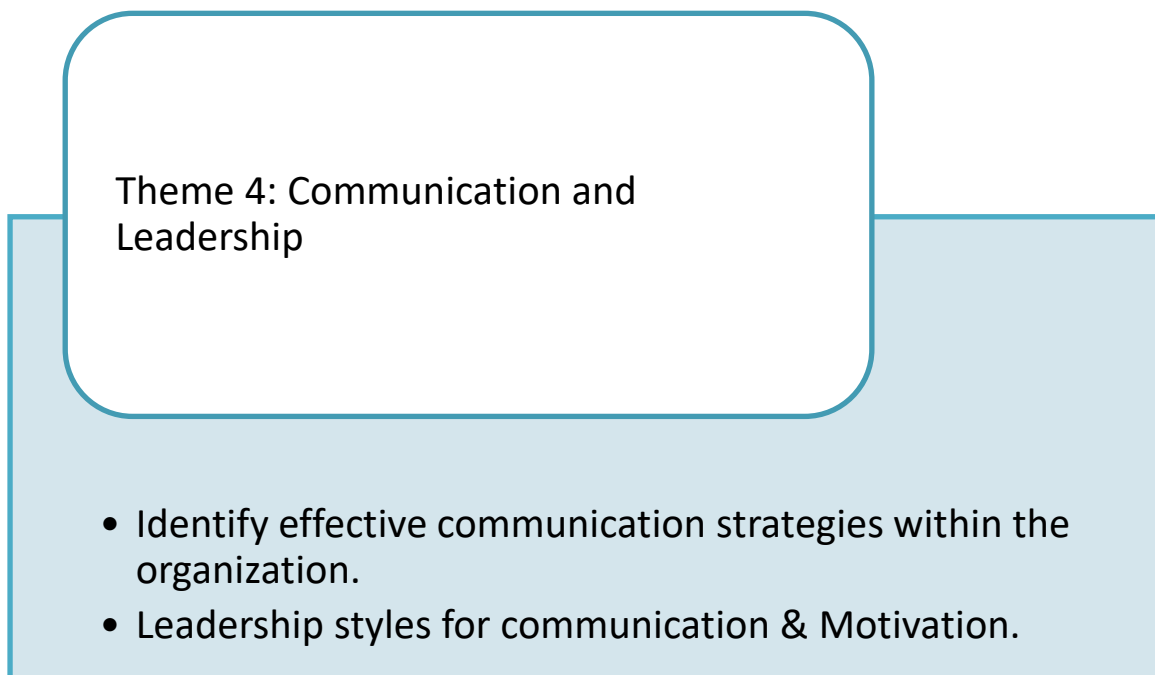 Theme 4: Communication and
Leadership
• Identify effective communication strategies within the
organization.
• Leadership styles for communication & Motivation.